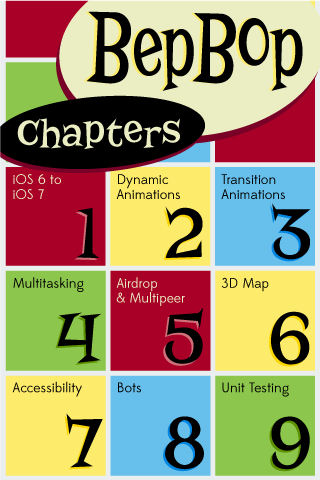 BepBop
Chapters
iOS 6 to
iOS 7
1
Dynamic
Animations
2
Transition
Animations
3
Multitasking
4
Airdrop
& Multipeer
5
3D Map
6
Accessibility
7
Bots
8
Unit Testing
9